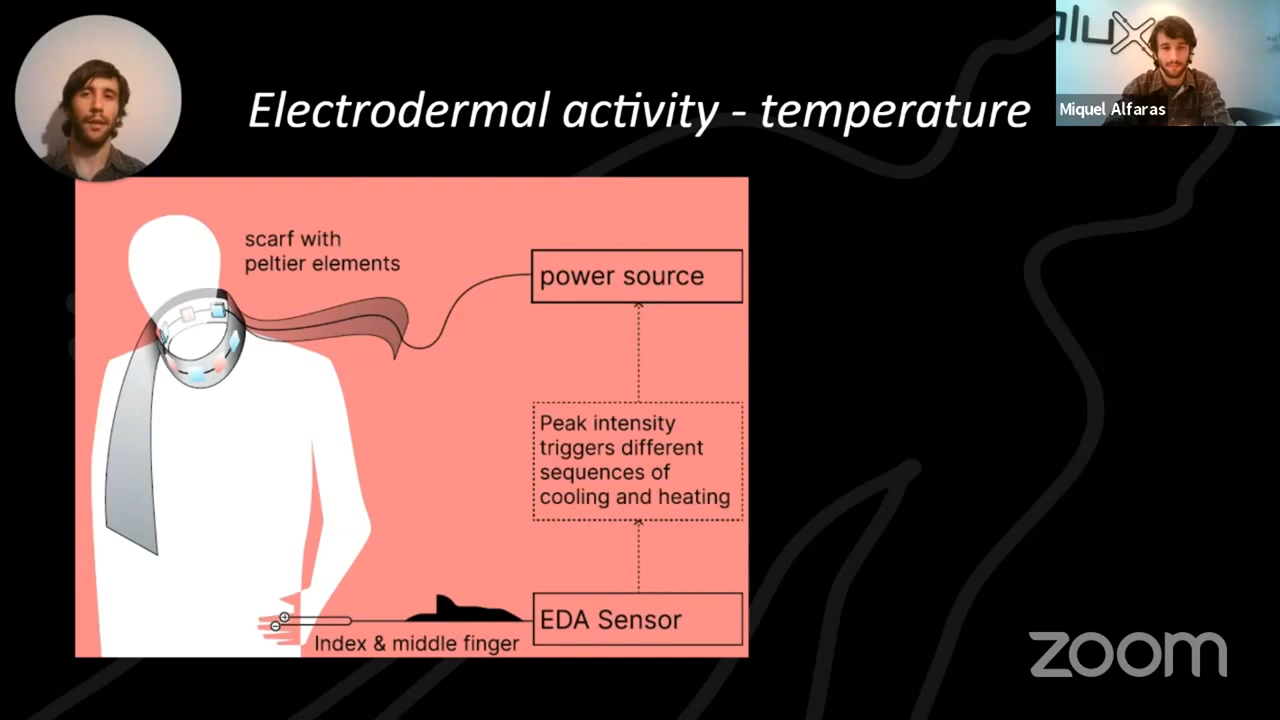 Electrodermal activity - temperature
Miquel Alfaras
scarf with
peltier elements
power source
Peak intensity
triggers different
sequences of
cooling and heating
EDA Sensor
Index & middle finger
zoom